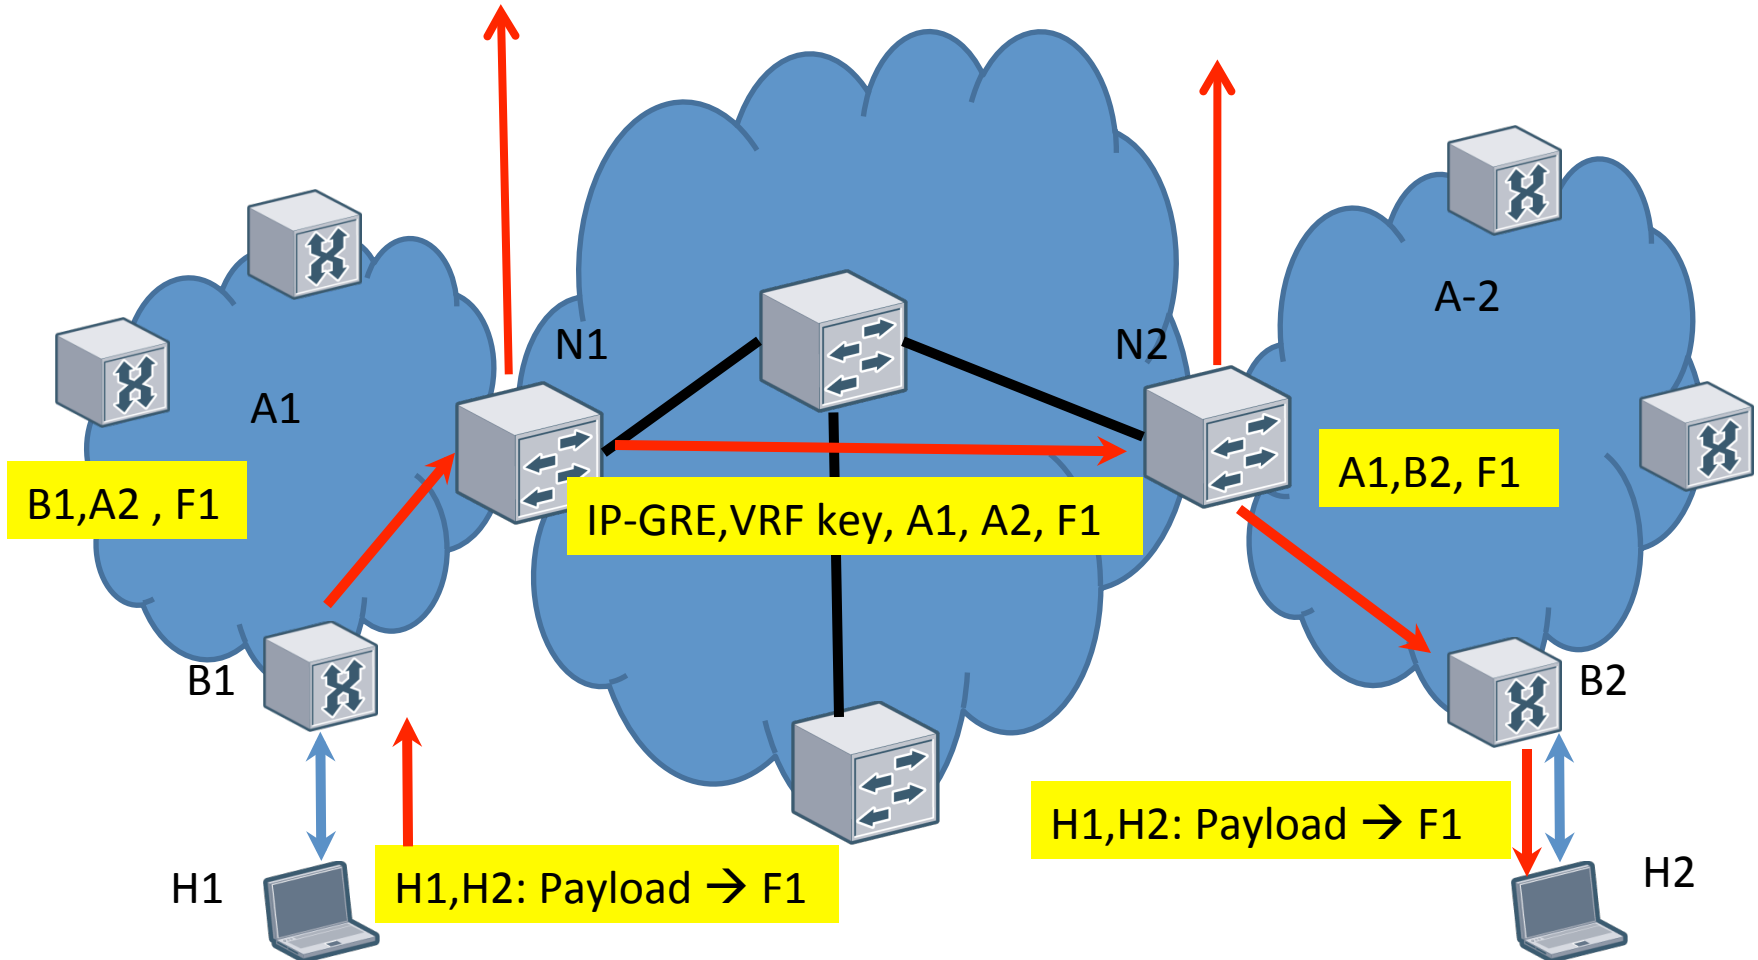 N1
N2
A-2
A1
B1,A2 , F1
IP-GRE,VRF key, A1, A2, F1
A1,B2, F1
B1
B2
H1,H2: Payload → F1
H1,H2: Payload → F1
H1
H2